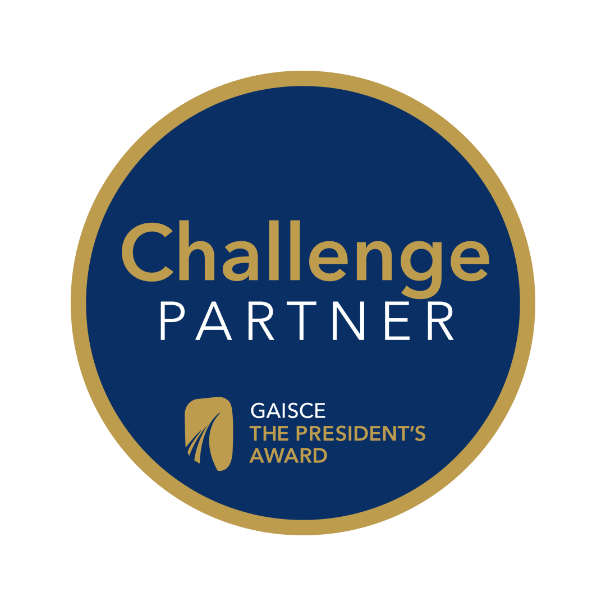 Challenge
PARTNER
GAISCE
THE PRESIDENT'S
AWARD